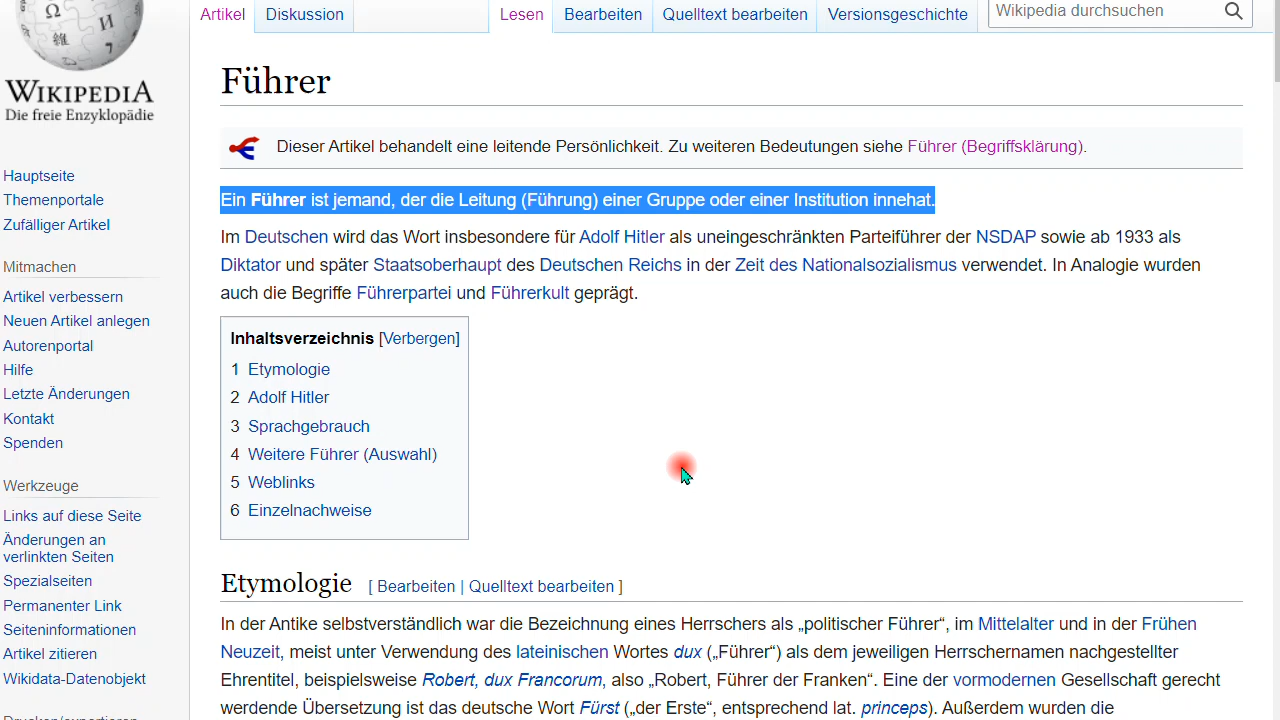 Artikel
Diskussion
Lesen
Bearbeiten
Quelltext bearbeiten
Versionsgeschichte
Wikipedia durchsuchen
Ω
И
WIKIPEDIA
Die freie Enzyklopädie
Hauptseite
Themenportale
Zufälliger Artikel
Mitmachen
Artikel verbessern
Neuen Artikel anlegen
Autorenportal
Hilfe
Letzte Änderungen
Kontakt
Spenden
Werkzeuge
Links auf diese Seite
Änderungen an
verlinkten Seiten
Spezialseiten
Permanenter Link
Seiteninformationen
Artikel zitieren
Wikidata-Datenobjekt
Führer
Dieser Artikel behandelt eine leitende Persönlichkeit. Zu weiteren Bedeutungen siehe Führer (Begriffsklärung).
Ein Führer ist jemand, der die Leitung (Führung) einer Gruppe oder einer Institution innehat.
Im Deutschen wird das Wort insbesondere für Adolf Hitler als uneingeschränkten Parteiführer der NSDAP sowie ab 1933 als
Diktator und später Staatsoberhaupt des Deutschen Reichs in der Zeit des Nationalsozialismus verwendet. In Analogie wurden
auch die Begriffe Führerpartei und Führerkult geprägt.
Inhaltsverzeichnis [Verbergen]
1 Etymologie
2 Adolf Hitler
3 Sprachgebrauch
4 Weitere Führer (Auswahl)
5 Weblinks
6 Einzelnachweise
Etymologie [ Bearbeiten | Quelltext bearbeiten ]
In der Antike selbstverständlich war die Bezeichnung eines Herrschers als „politischer Führer“, im Mittelalter und in der Frühen
Neuzeit, meist unter Verwendung des lateinischen Wortes dux („Führer“) als dem jeweiligen Herrschernamen nachgestellter
Ehrentitel, beispielsweise Robert, dux Francorum, also „Robert, Führer der Franken“. Eine der vormodernen Gesellschaft gerecht
werdende Übersetzung ist das deutsche Wort Fürst („der Erste“, entsprechend lat. princeps). Außerdem wurden die